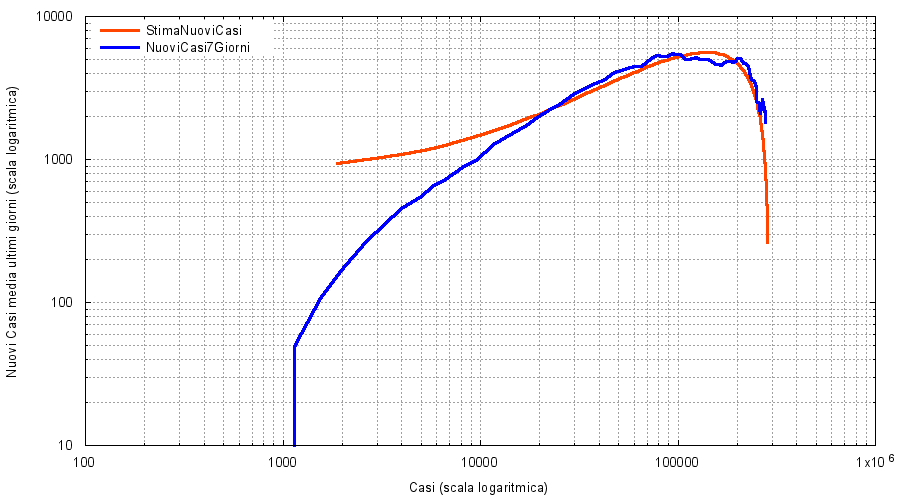 10000
StimaNuoviCasi
NuoviCasi7Giorni
1000
100
10
Nuovi Casi media ultimi giorni (scala logaritmica)
100 1000 10000 100000 1x10 6
Casi (scala logaritmica)